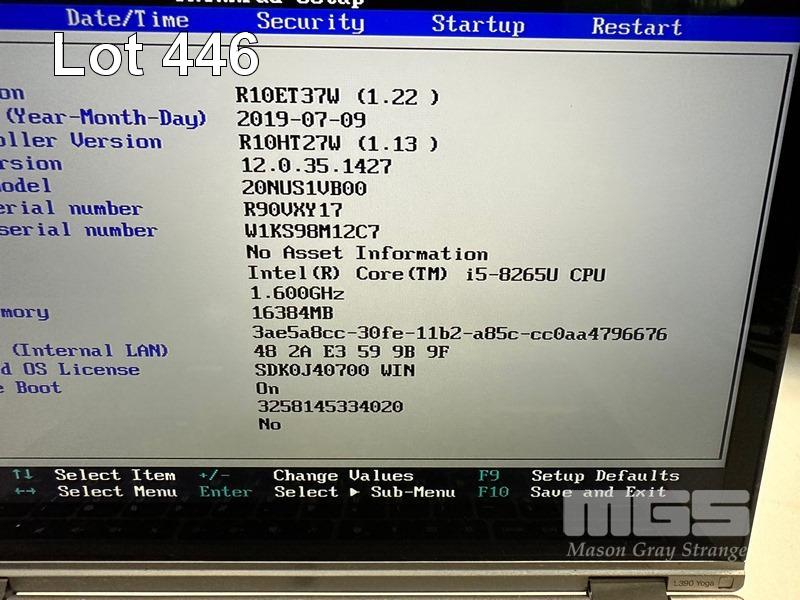 Setup
Date/Time Security Startup Restart
Lot 446
on R10ET37W (1.22 )
(Year-Month-Day) 2019-07-09
oller Version R10HT27W (1.13 )
rsion 12.0.35.1427
odel 20NUS1VB00
erial number R90VXY17
serial number W1KS98M12C7
No Asset Information
Intel(R) Core(TM) i5-8265U CPU
1.600GHz
mory 16384MB
3ae5a8cc-30fe-11b2-a85c-cc0aa4796676
(Internal LAN) 48 2A E3 59 9B 9F
d OS License SDK0J40700 WIN
e Boot On
3258145334020
No
↑↓ Select Item +/- Change Values F9 Setup Defaults
←→ Select Menu Enter Select ▶ Sub-Menu F10 Save and Exit
MGS
Mason Gray Strange
L390 Yoga